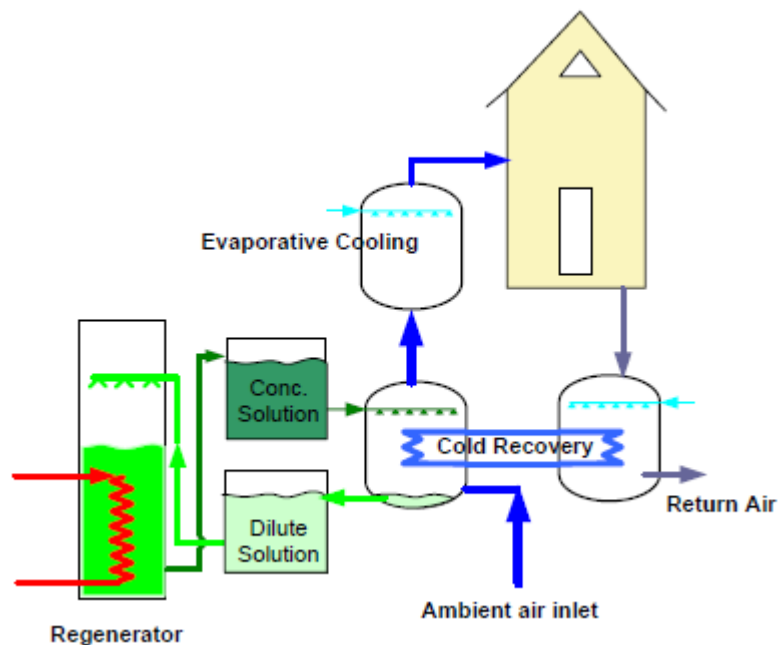 Evaporative Cooling
Conc.
Solution
Cold Recovery
Return Air
Dilute
Solution
Ambient air inlet
Regenerator